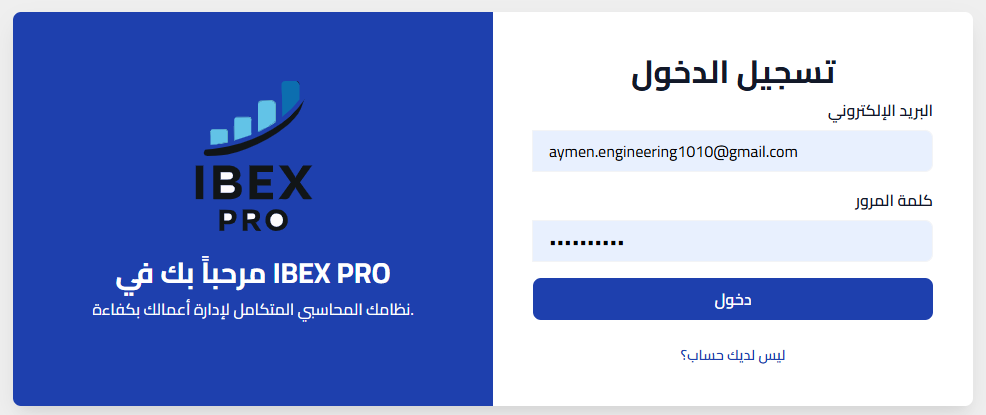 تسجيل الدخول
البريد الإلكتروني
aymen.engineering1010@gmail.com
كلمة المرور
••••••••••
دخول
ليس لديك حساب؟
IBEX
PRO
مرحباً بك في IBEX PRO
نظامك المحاسبي المتكامل لإدارة أعمالك بكفاءة.